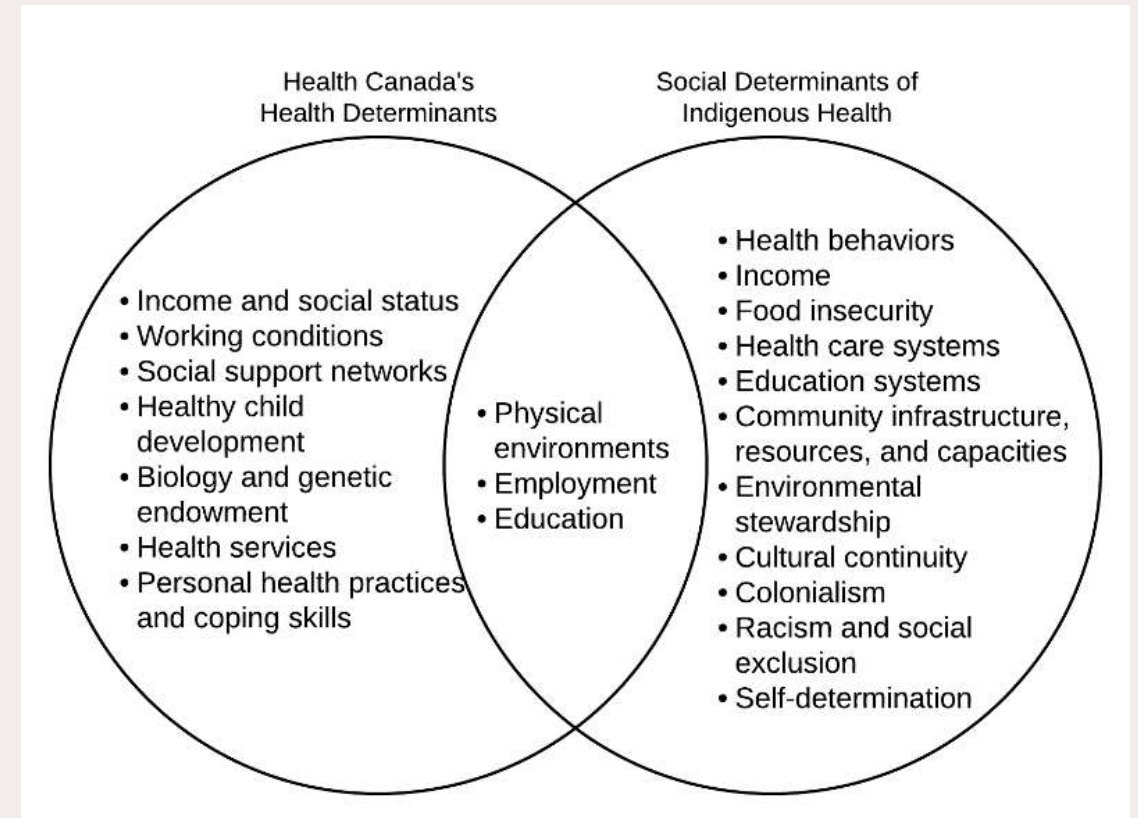 Health Canada's
Health Determinants
Social Determinants of
Indigenous Health
• Income and social status
• Working conditions
• Social support networks
• Healthy child
development
• Biology and genetic
endowment
• Health services
• Personal health practices
and coping skills
• Physical
environments
• Employment
• Education
• Health behaviors
• Income
• Food insecurity
• Health care systems
• Education systems
• Community infrastructure,
resources, and capacities
• Environmental
stewardship
• Cultural continuity
• Colonialism
• Racism and social
exclusion
• Self-determination